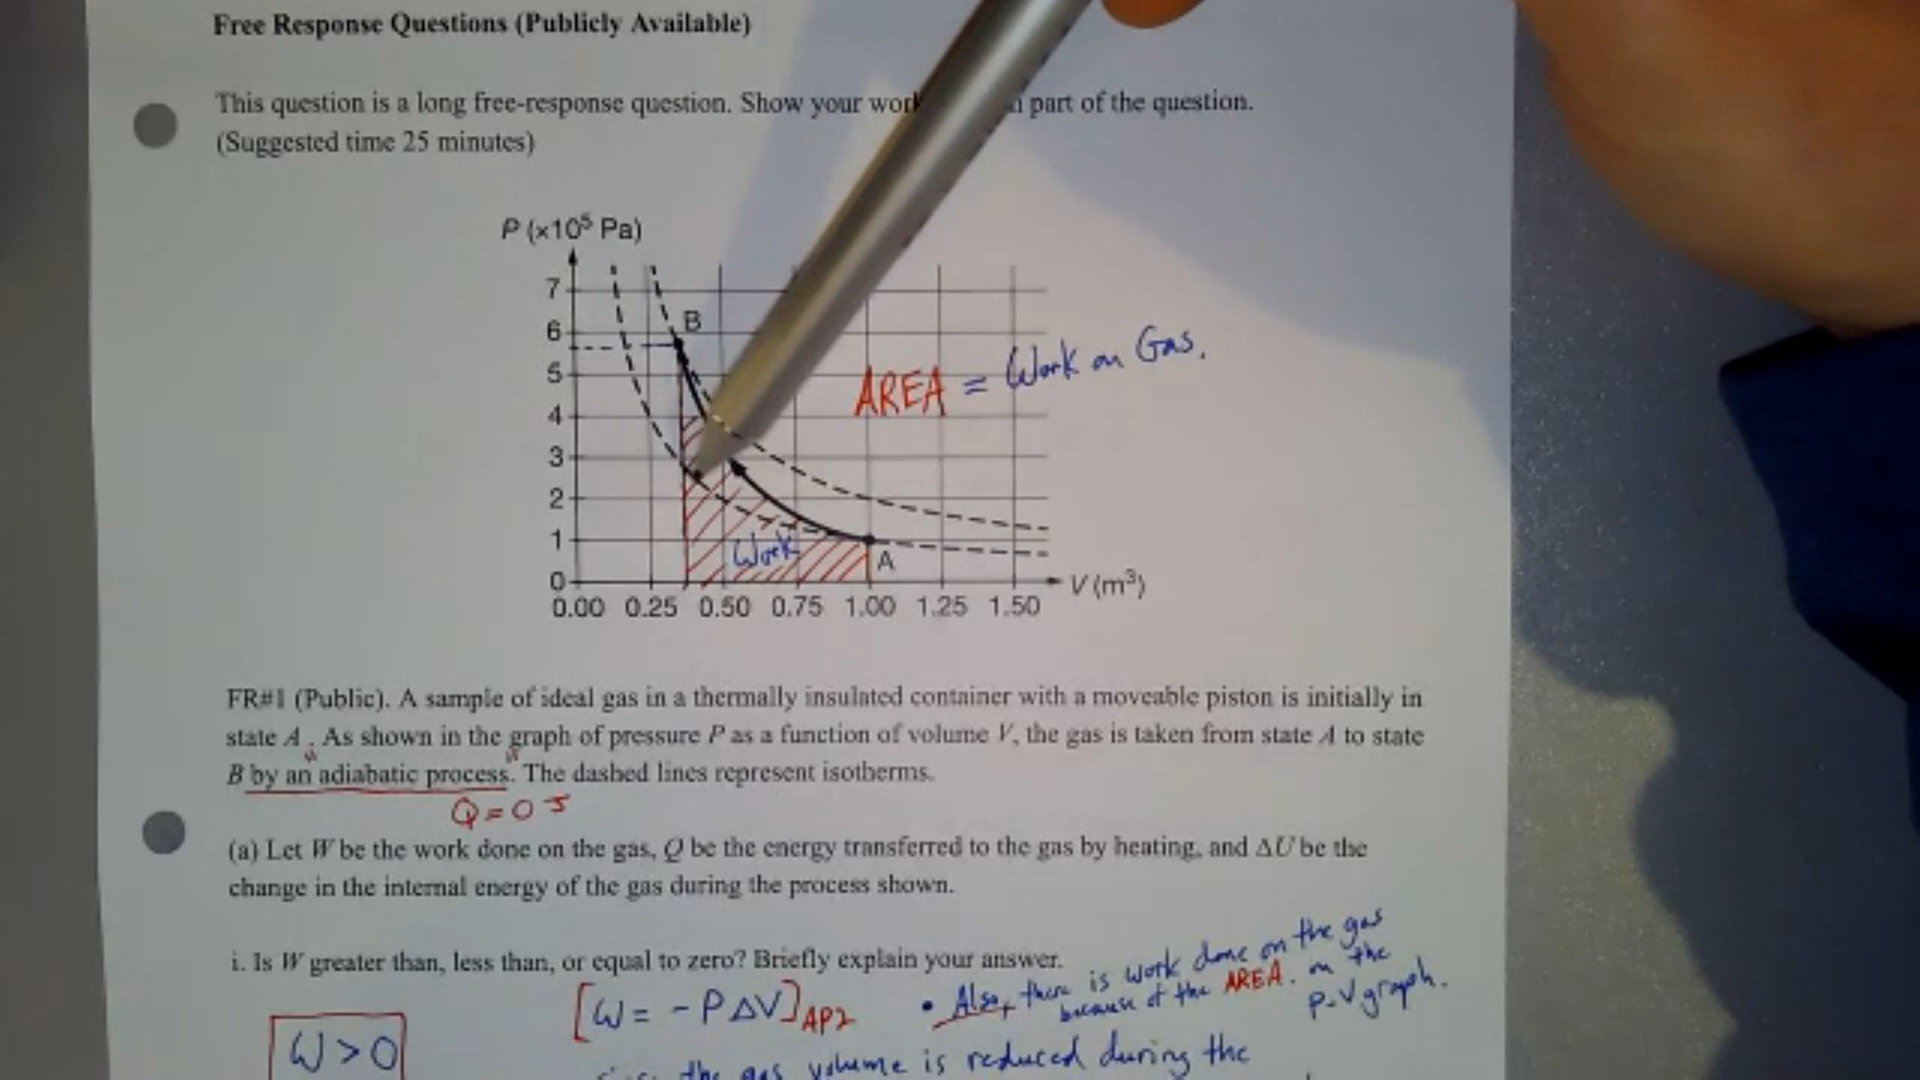 Free Response Questions (Publicly Available)
This question is a long free-response question. Show your work part of the question.
(Suggested time 25 minutes)
P (×10⁵ Pa)
7
6
5
4
3
2
1
0
B
A
AREA = Work on Gas.
Work
0.00 0.25 0.50 0.75 1.00 1.25 1.50
V (m³)
FR#1 (Public). A sample of ideal gas in a thermally insulated container with a moveable piston is initially in
state A. As shown in the graph of pressure P as a function of volume V, the gas is taken from state A to state
B by an adiabatic process. The dashed lines represent isotherms.
Q = 0 J
(a) Let W be the work done on the gas, Q be the energy transferred to the gas by heating, and ΔU be the
change in the internal energy of the gas during the process shown.
i. Is W greater than, less than, or equal to zero? Briefly explain your answer.
W > 0
[W = - P ΔV] AP2
• Also, there is work done on the gas
because of the AREA. on the
P-V graph.
the gas volume is reduced during the